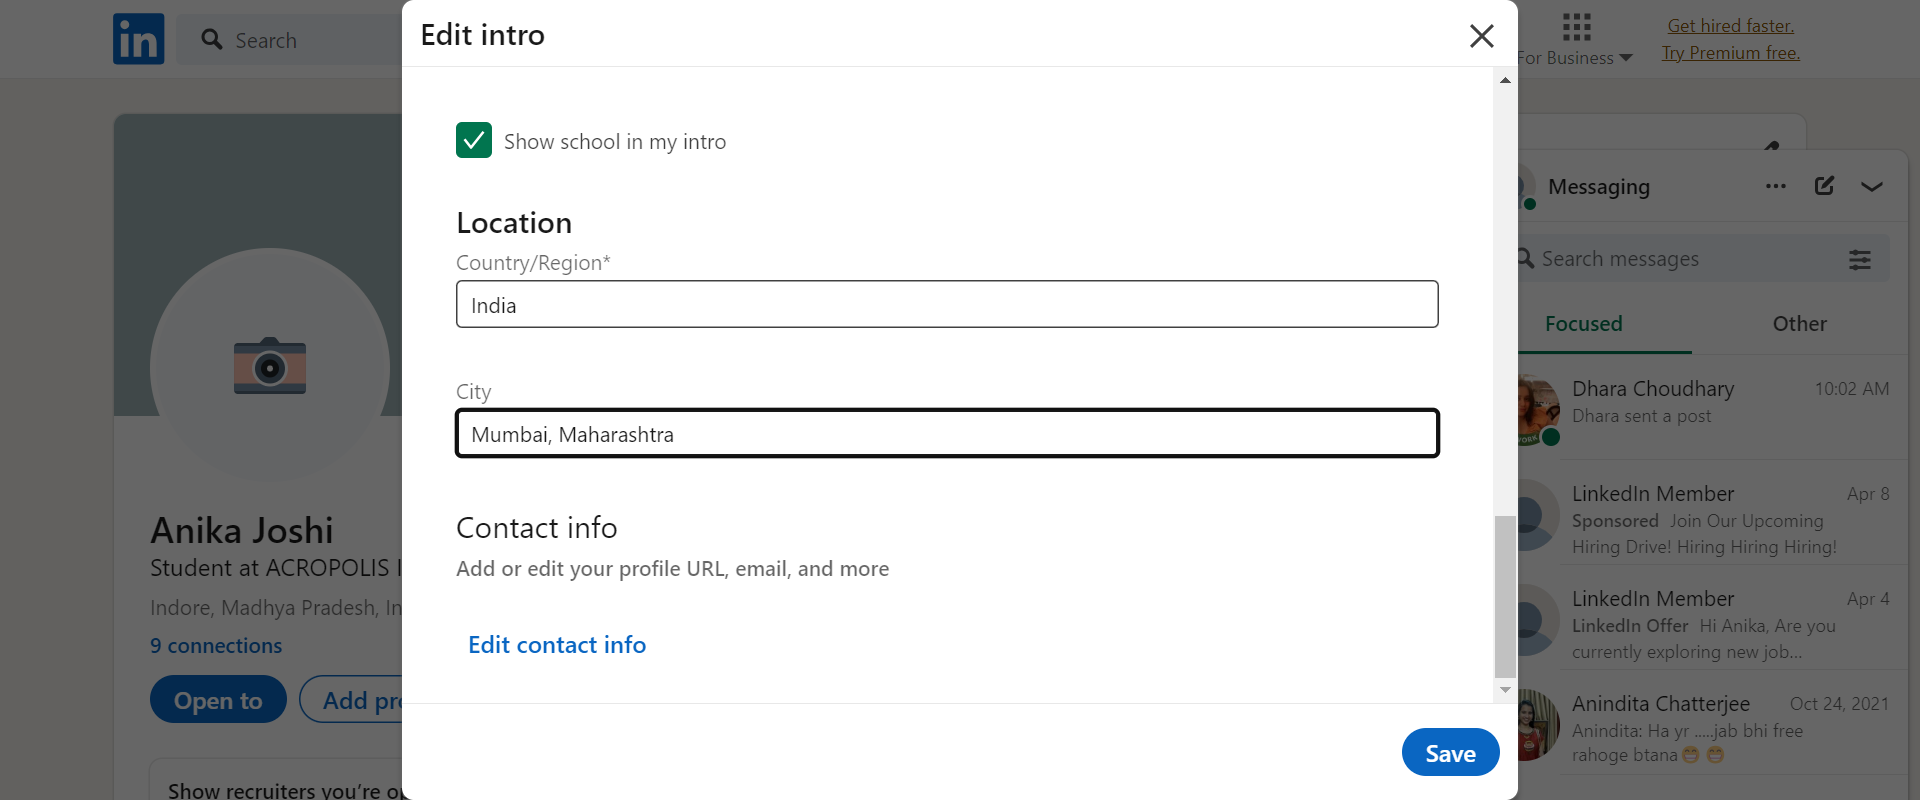 in
Search
Edit intro
For Business
Get hired faster.
Try Premium free.
Show school in my intro
Location
Country/Region*
India
City
Mumbai, Maharashtra
Contact info
Add or edit your profile URL, email, and more
Edit contact info
Save
Anika Joshi
Student at ACROPOLIS
Indore, Madhya Pradesh,
9 connections
Open to
Add
Show recruiters you’re
Messaging
Search messages
Focused
Other
Dhara Choudhary 10:02 AM
Dhara sent a post
LinkedIn Member Apr 8
Sponsored Join Our Upcoming
Hiring Drive! Hiring Hiring Hiring!
LinkedIn Member Apr 4
LinkedIn Offer Hi Anika, Are you
currently exploring new job...
Anindita Chatterjee Oct 24, 2021
Anindita: Ha yr .....jab bhi free
rahoge btana😁 😁